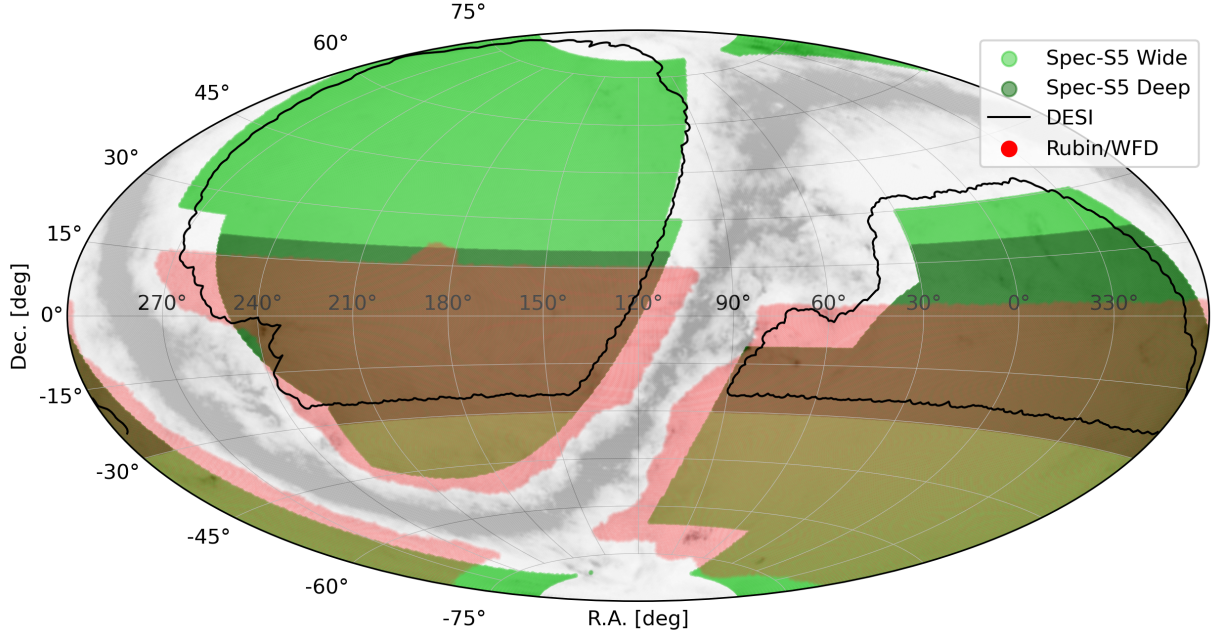 75°
60°
45°
30°
15°
0°
-15°
-30°
-45°
-60°
-75°
Dec. [deg]
270° 240° 210° 180° 150° 120° 90° 60° 30° 0° 330°
R.A. [deg]
Spec-S5 Wide
Spec-S5 Deep
DESI
Rubin/WFD